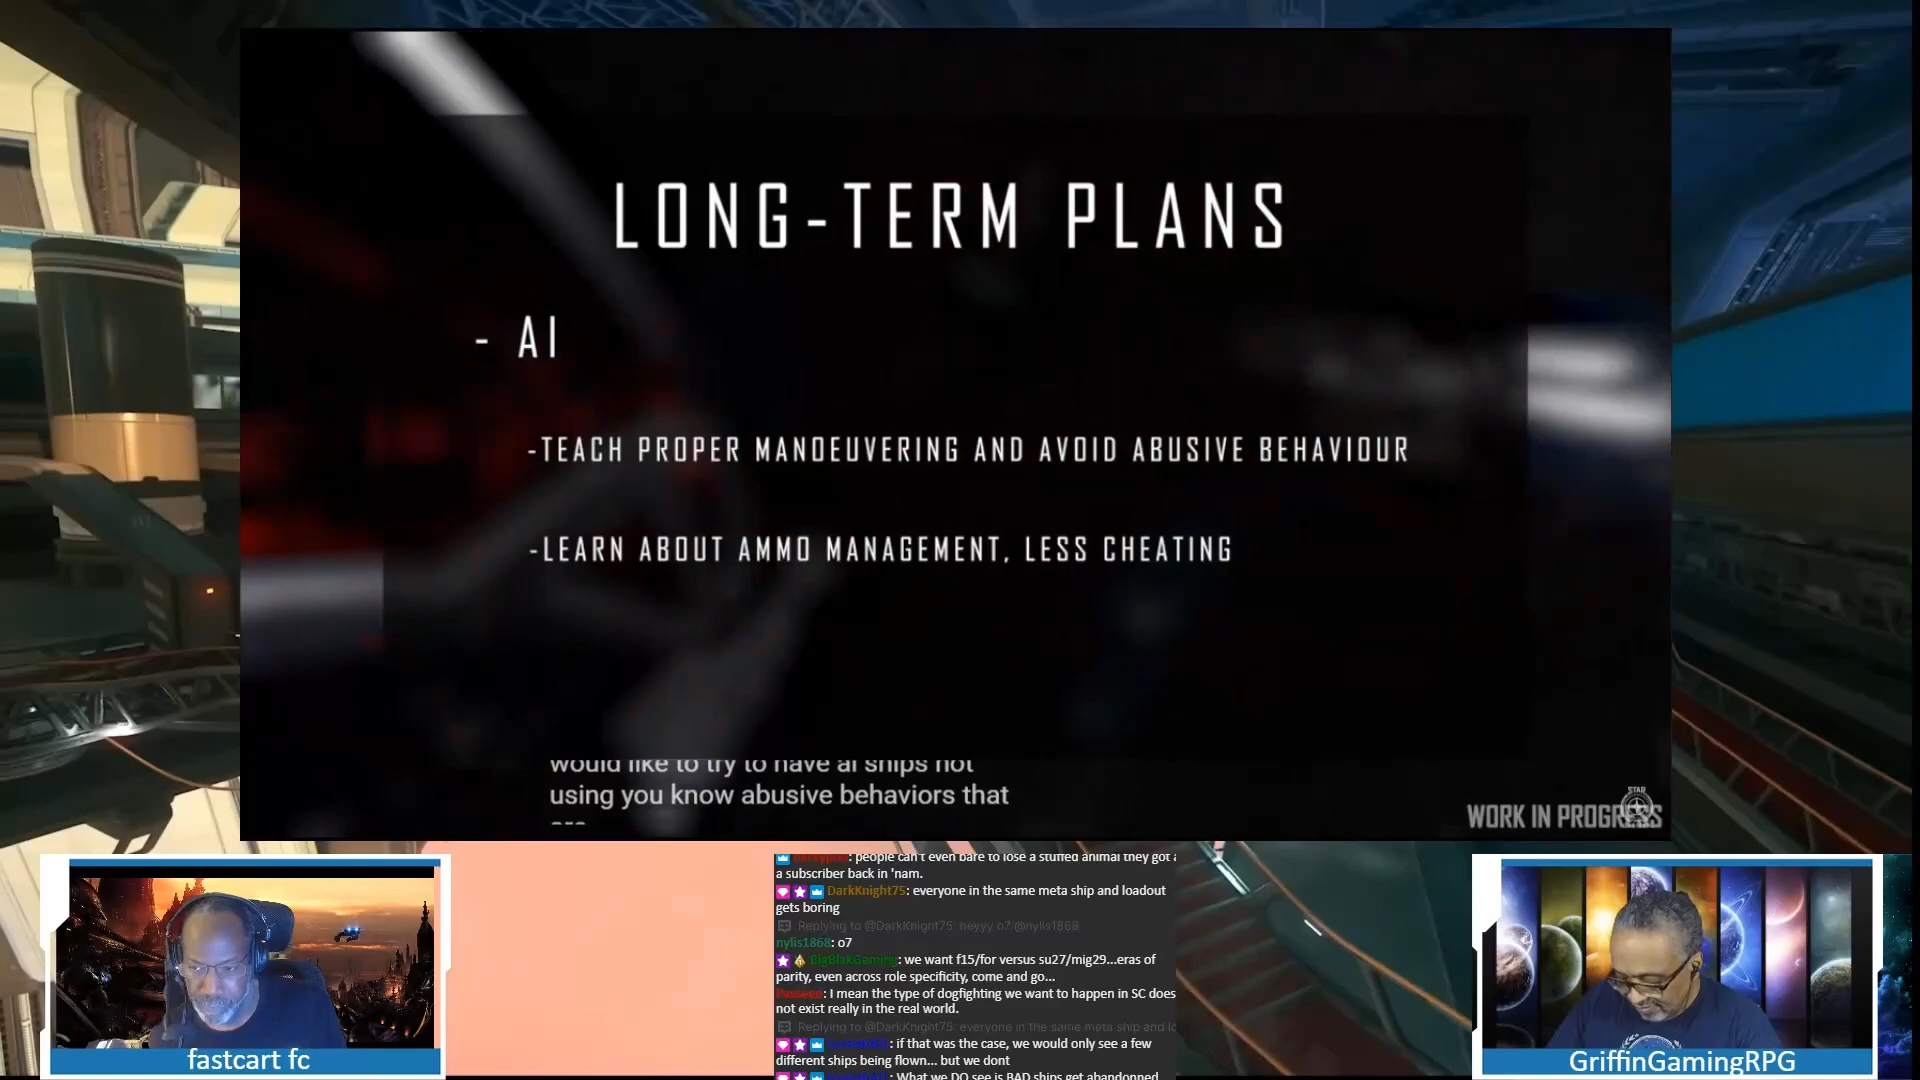 LONG-TERM PLANS
- AI
-TEACH PROPER MANOEUVERING AND AVOID ABUSIVE BEHAVIOUR
-LEARN ABOUT AMMO MANAGEMENT, LESS CHEATING
would like to try to have ai ships not
using you know abusive behaviors that
are
STAR
WORK IN PROGRESS
: people can't even bare to lose a stuffed animal they got a
a subscriber back in 'nam.
DarkKnight75: everyone in the same meta ship and loadout
gets boring
Replying to @DarkKnight75: heyyy o7 @nylis1868
nylis1868: o7
BigBlakGaming: we want f15/for versus su27/mig29...eras of
parity, even across role specificity, come and go...
: I mean the type of dogfighting we want to happen in SC does
not exist really in the real world.
Replying to @DarkKnight75: everyone in the same meta ship and lo
: if that was the case, we would only see a few
different ships being flown... but we dont
: What we DO see is BAD ships get abandonned
fastcart fc
GriffinGamingRPG